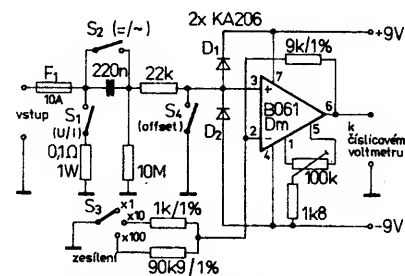 2x KA206
+9V
S2 (=/~)
D1
9k/1%
F1
10A
220n
22k
7
3
+
6
vstup
S1
(U/I)
S4
(offset)
B061
Dm
D2
2
-
5
1
4
k
číslicovému
voltmetru
0,1Ω
1W
10M
100k
S3
x1
x10
x100
1k/1%
1k8
zesílení
90k9/1%
-9V